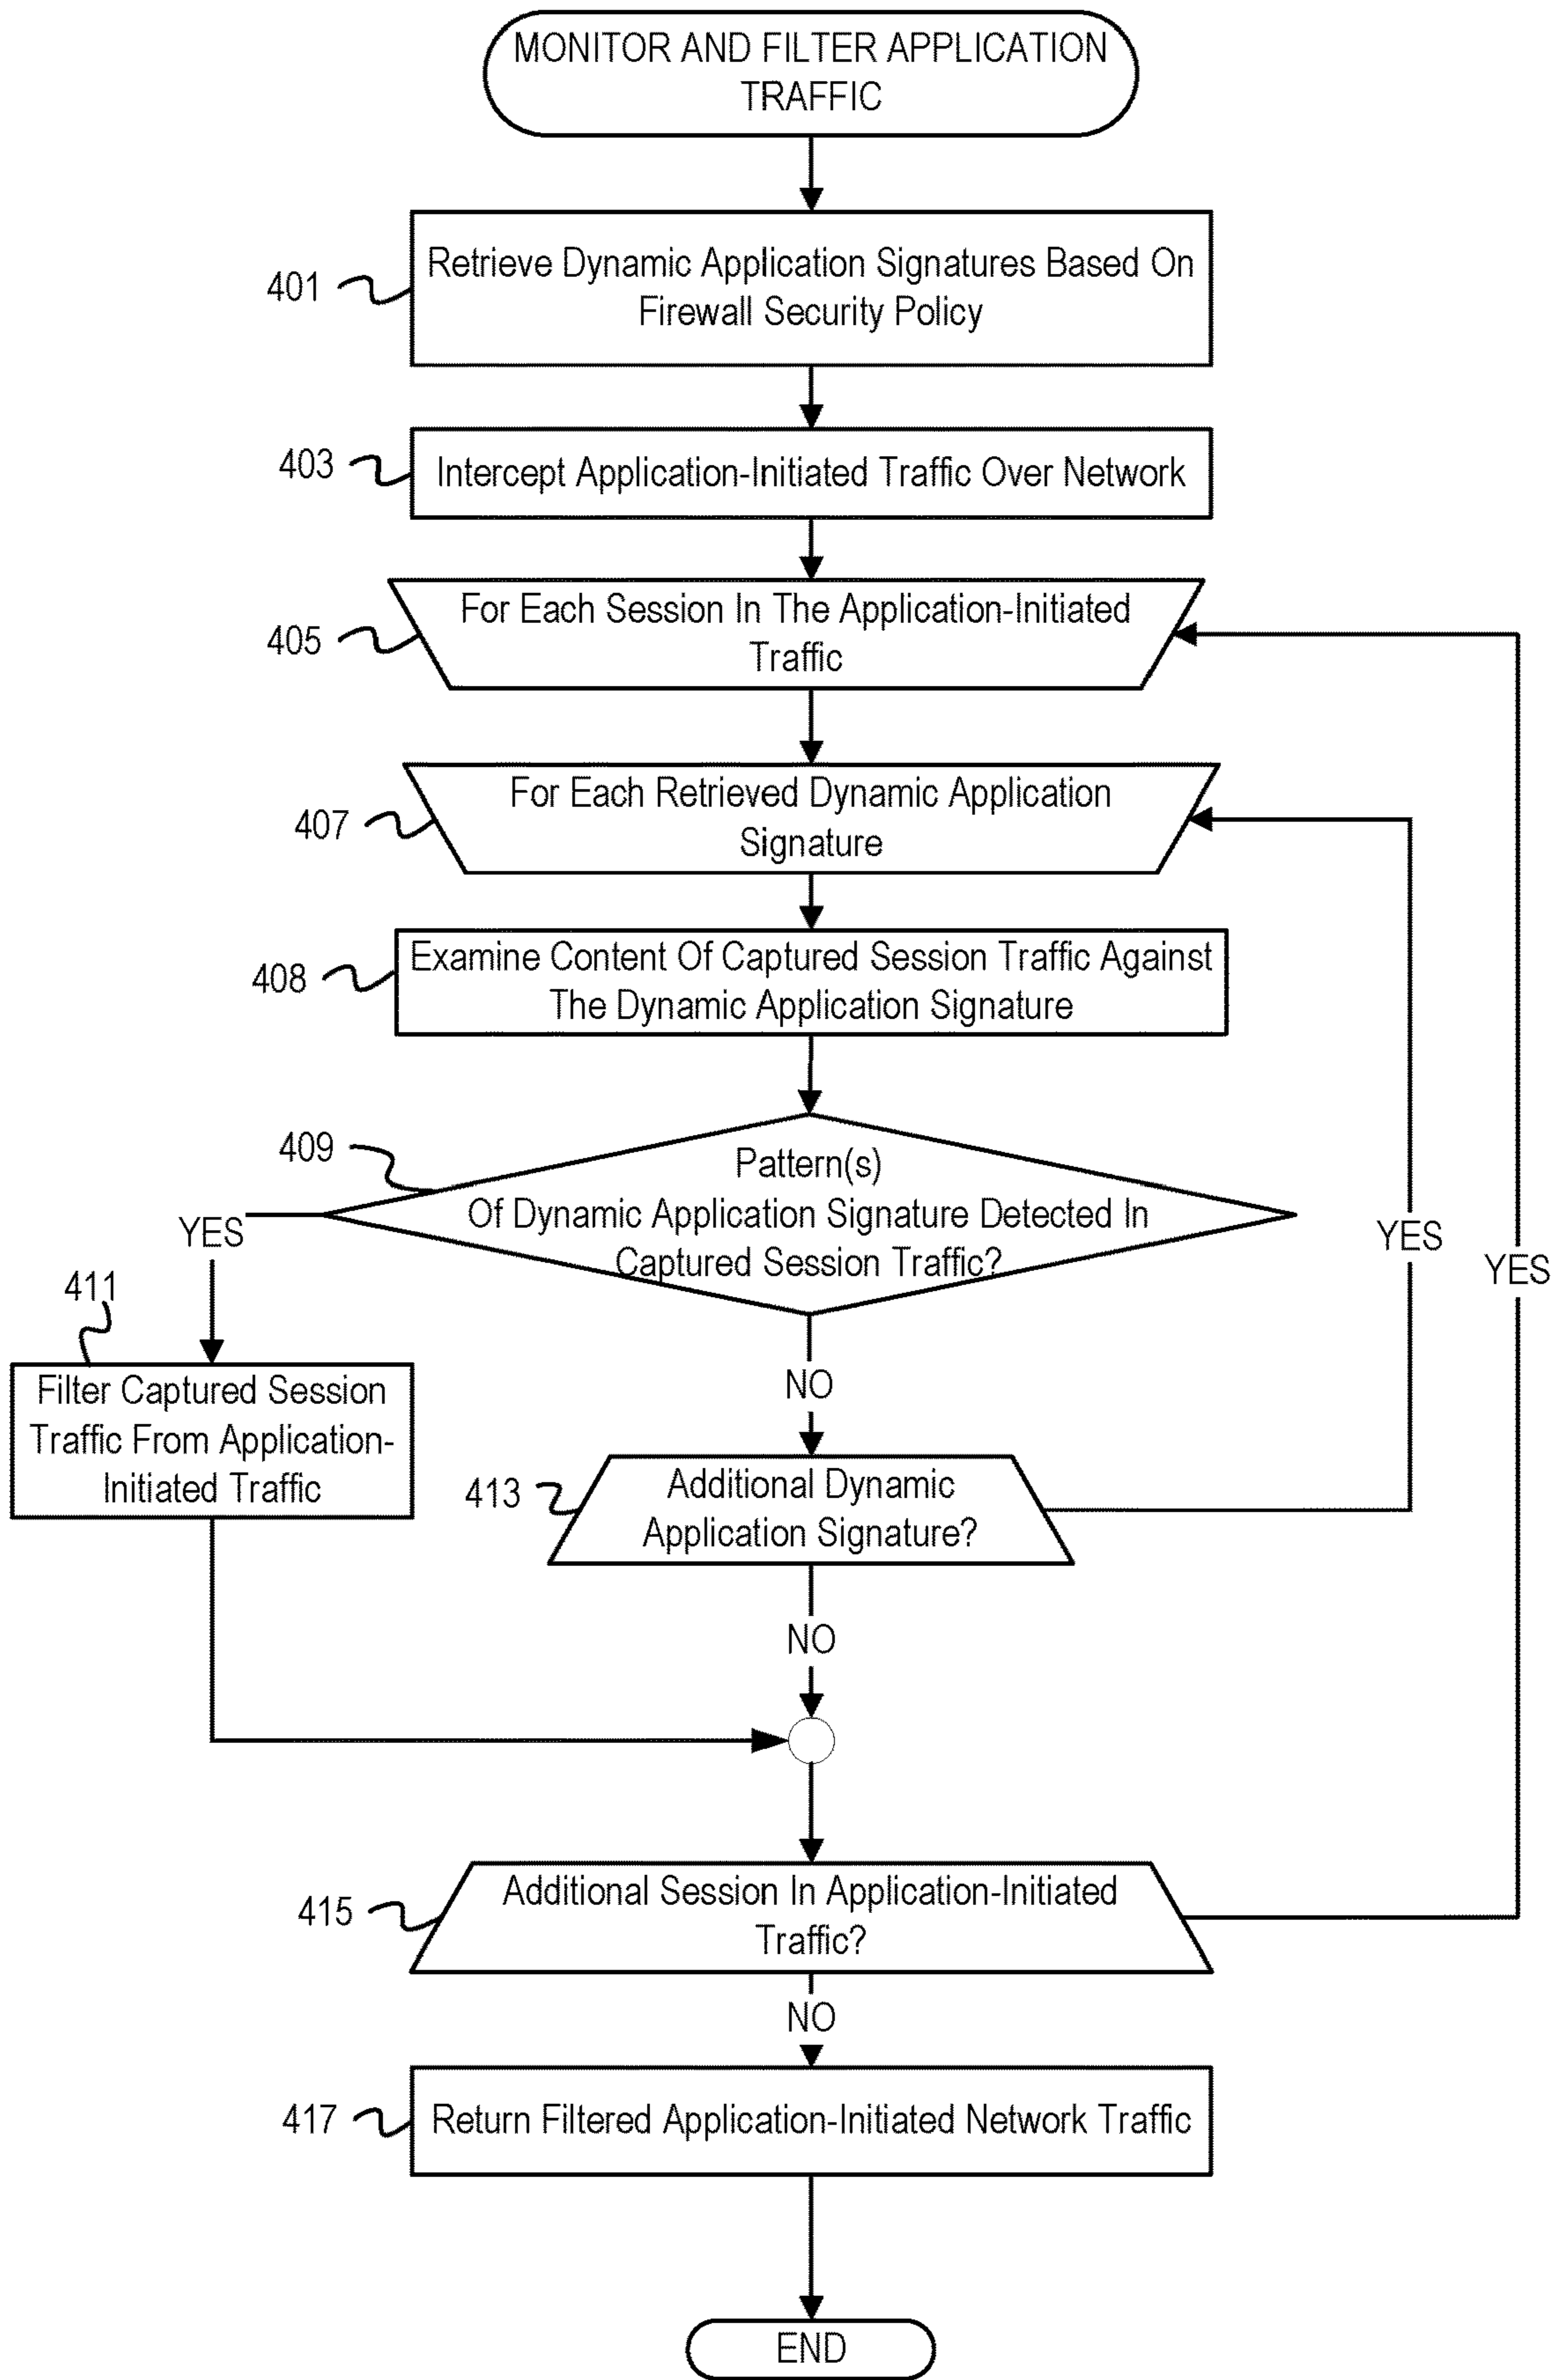 MONITOR AND FILTER APPLICATION
TRAFFIC
401
Retrieve Dynamic Application Signatures Based On
Firewall Security Policy
403
Intercept Application-Initiated Traffic Over Network
405
For Each Session In The Application-Initiated
Traffic
407
For Each Retrieved Dynamic Application
Signature
408
Examine Content Of Captured Session Traffic Against
The Dynamic Application Signature
409
Pattern(s)
Of Dynamic Application Signature Detected In
Captured Session Traffic?
YES
YES
YES
411
Filter Captured Session
Traffic From Application-
Initiated Traffic
NO
413
Additional Dynamic
Application Signature?
NO
415
Additional Session In Application-Initiated
Traffic?
NO
417
Return Filtered Application-Initiated Network Traffic
END